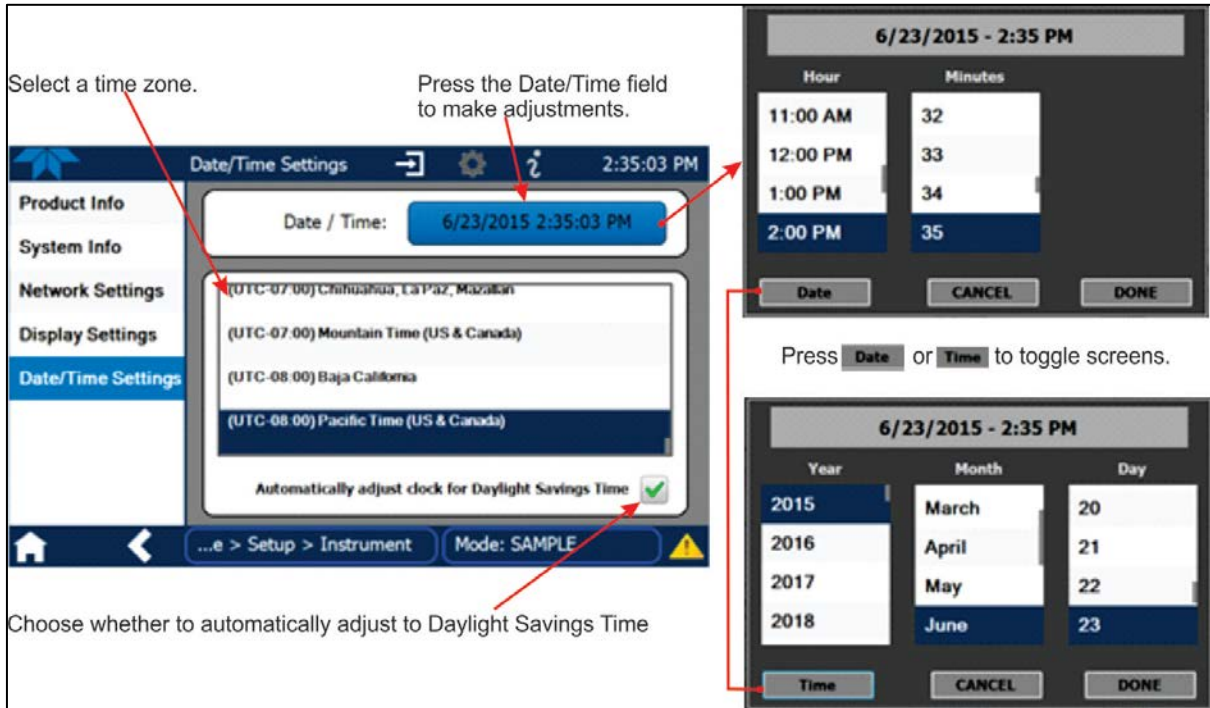 Select a time zone.
Press the Date/Time field
to make adjustments.
Date/Time Settings
2:35:03 PM
Product Info
System Info
Network Settings
Display Settings
Date/Time Settings
Date / Time:
6/23/2015 2:35:03 PM
(UTC-07:00) Chihuahua, La Paz, Mazatlan
(UTC-07:00) Mountain Time (US & Canada)
(UTC-08:00) Baja California
(UTC-08:00) Pacific Time (US & Canada)
Automatically adjust clock for Daylight Savings Time
...e > Setup > Instrument
Mode: SAMPLE
Choose whether to automatically adjust to Daylight Savings Time
6/23/2015 - 2:35 PM
Hour Minutes
11:00 AM 32
12:00 PM 33
1:00 PM 34
2:00 PM 35
Date CANCEL DONE
Press Date or Time to toggle screens.
6/23/2015 - 2:35 PM
Year Month Day
2015 March 20
2016 April 21
2017 May 22
2018 June 23
Time CANCEL DONE